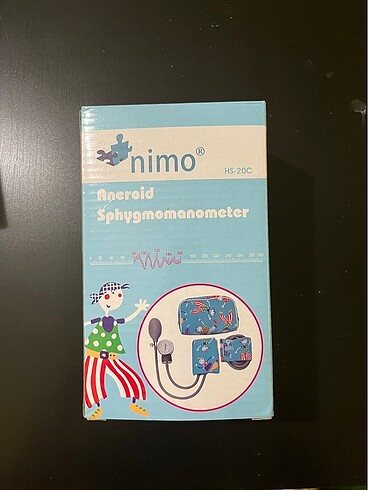 nimo®
HS-20C
Aneroid
Sphygmomanometer